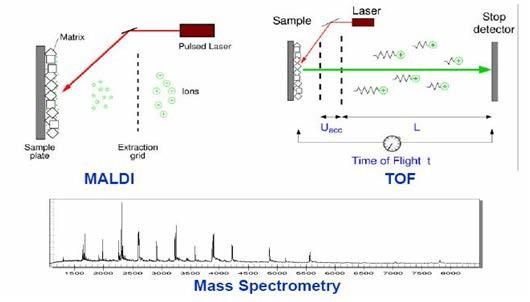 Matrix
Pulsed Laser
Ions
Sample
plate
Extraction
grid
MALDI
Sample
Laser
Stop
detector
Uacc
L
Time of Flight t
TOF
1500 2000 2500 3000 3500 4000 4500 5000 5500 6000 6500 7000 7500 8000
Mass Spectrometry